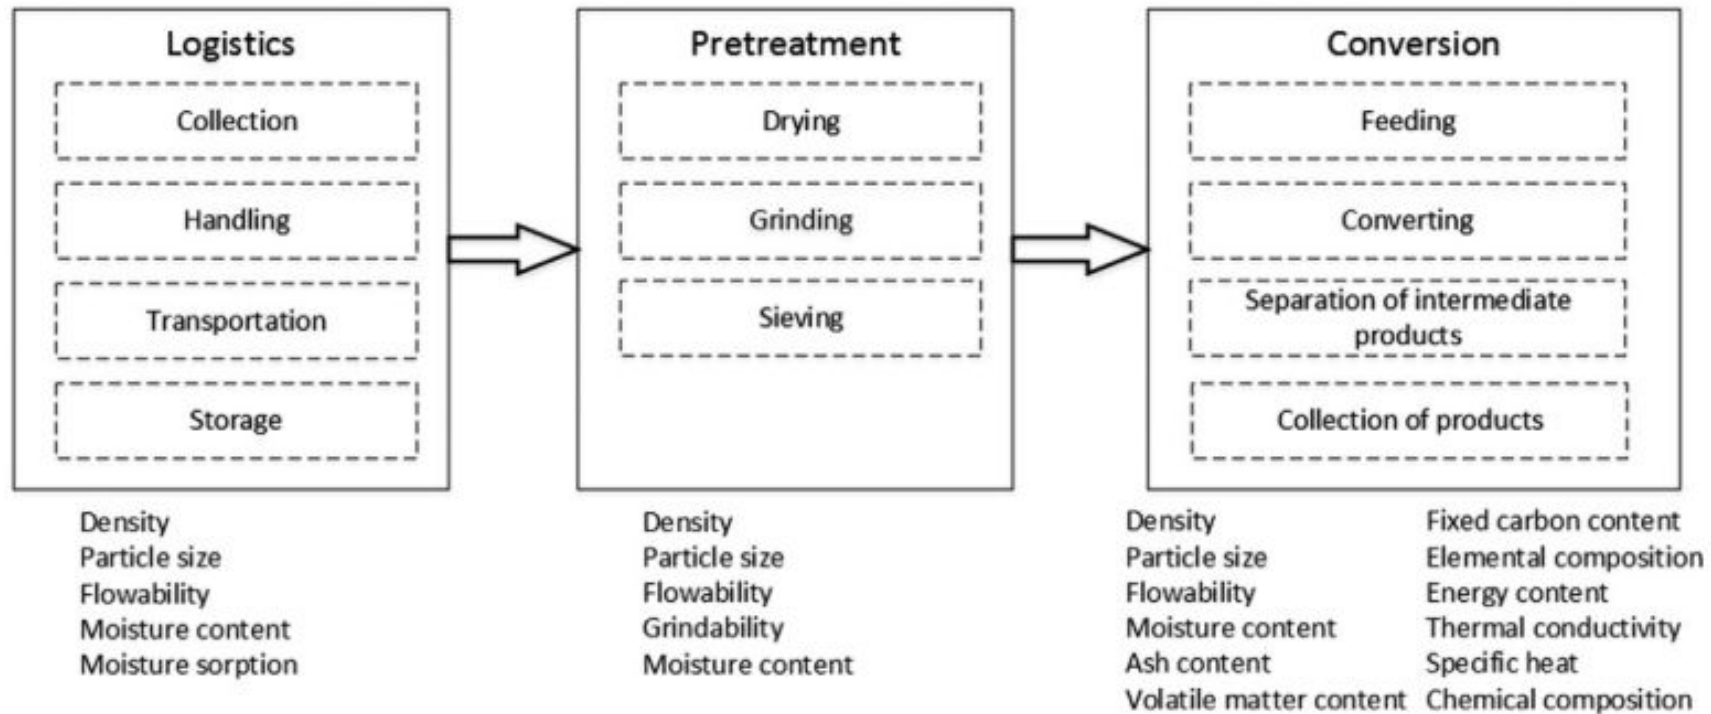 Logistics
Collection
Handling
Transportation
Storage
Density
Particle size
Flowability
Moisture content
Moisture sorption
Pretreatment
Drying
Grinding
Sieving
Density
Particle size
Flowability
Grindability
Moisture content
Conversion
Feeding
Converting
Separation of intermediate
products
Collection of products
Density
Particle size
Flowability
Moisture content
Ash content
Volatile matter content
Fixed carbon content
Elemental composition
Energy content
Thermal conductivity
Specific heat
Chemical composition